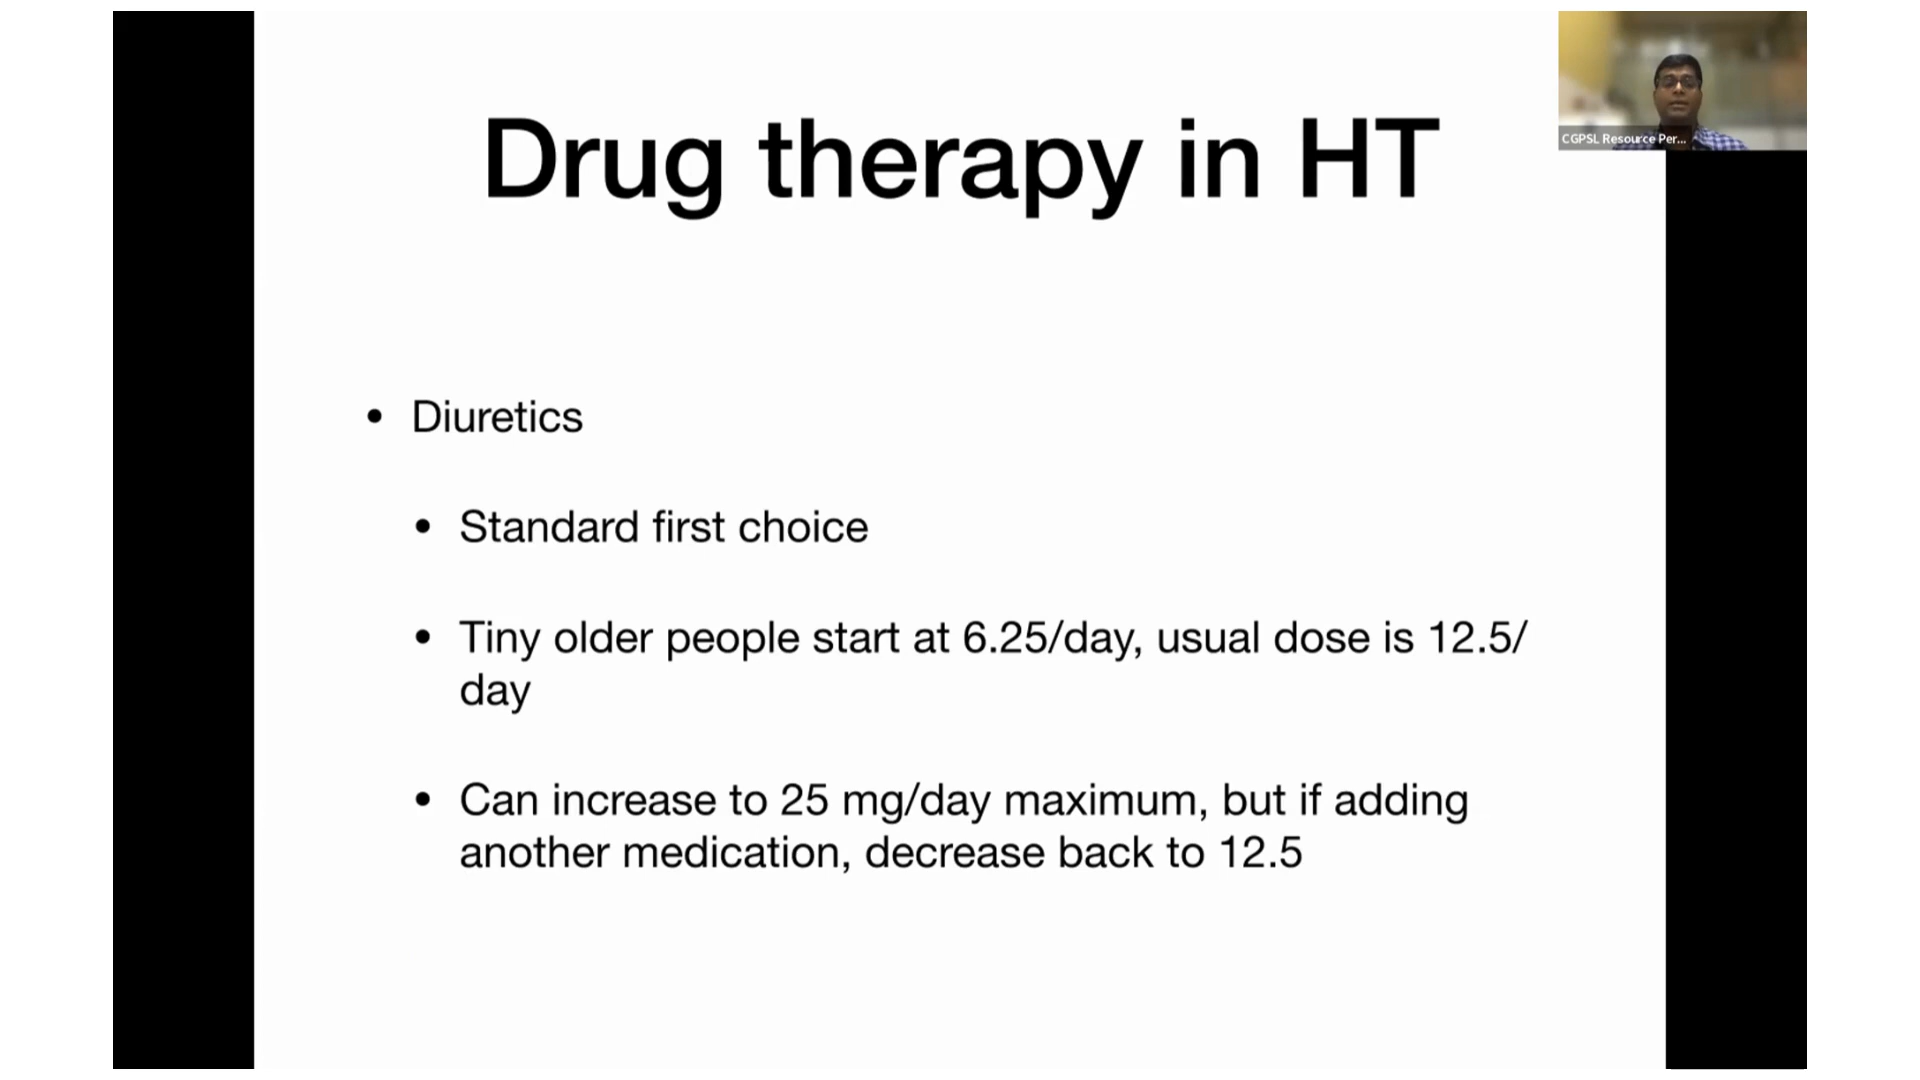 Drug therapy in HT
CGPSL Resource Per...
• Diuretics
• Standard first choice
• Tiny older people start at 6.25/day, usual dose is 12.5/
day
• Can increase to 25 mg/day maximum, but if adding
another medication, decrease back to 12.5